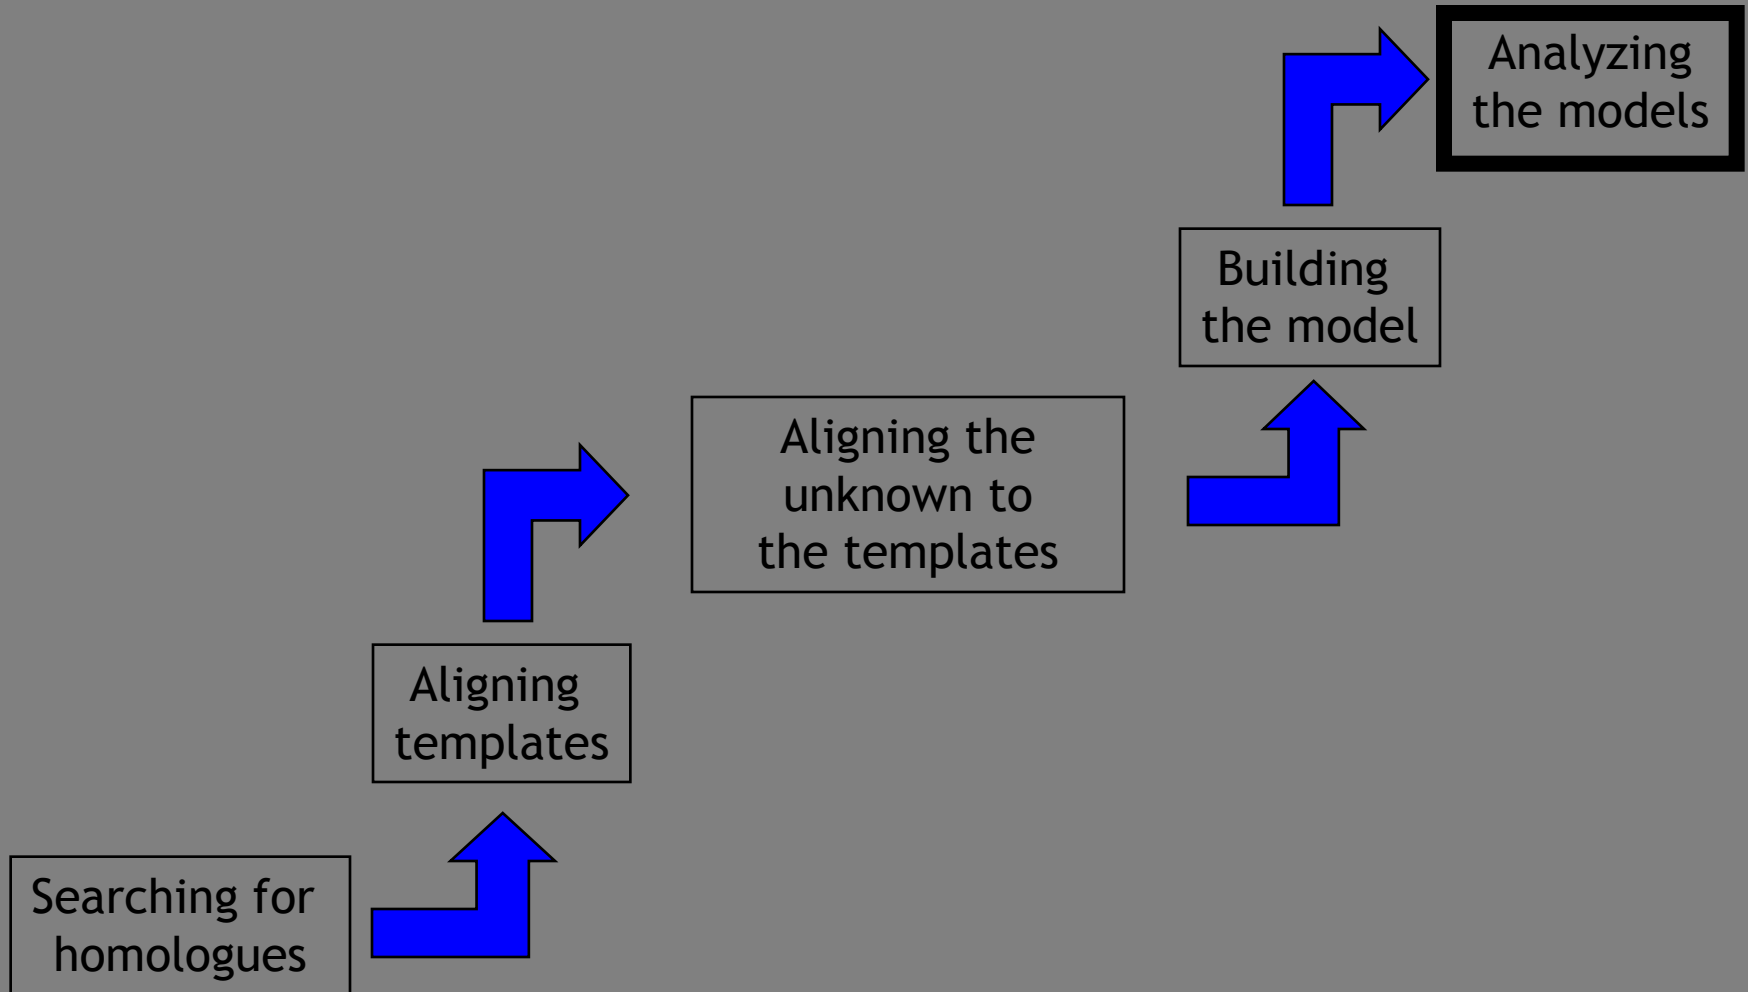 Analyzing
the models
Building
the model
Aligning the
unknown to
the templates
Aligning
templates
Searching for
homologues